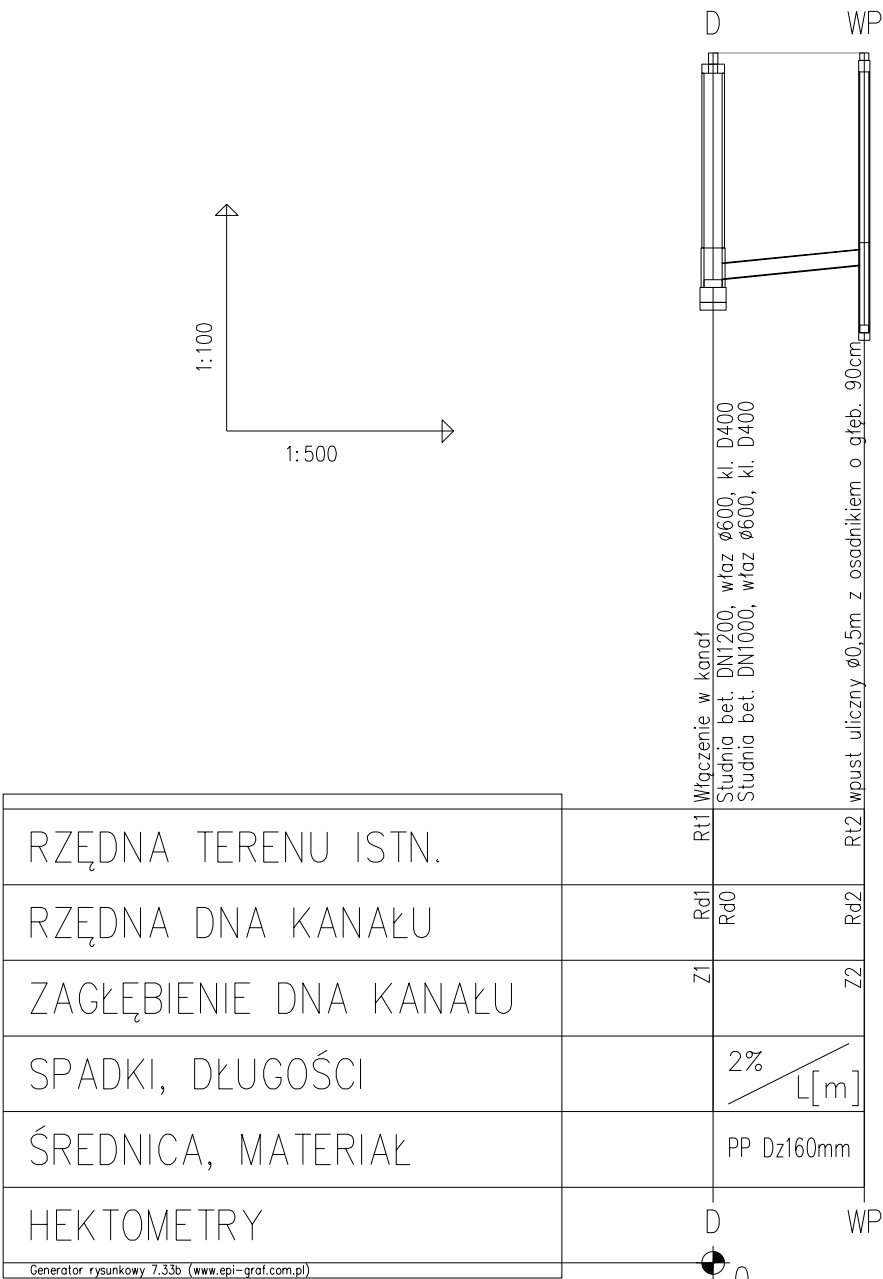 D
WP
1:100
1:500
Włączenie w kanał
Studnia bet. DN1200, właz ø600, kl. D400
Studnia bet. DN1000, właz ø600, kl. D400
wpust uliczny ø0,5m z osadnikiem o głęb. 90cm
RZĘDNA TERENU ISTN.
Rt1
Rt2
RZĘDNA DNA KANAŁU
Rd1
Rd0
Rd2
ZAGŁĘBIENIE DNA KANAŁU
Z1
Z2
SPADKI, DŁUGOŚCI
2%
L[m]
ŚREDNICA, MATERIAŁ
PP Dz160mm
HEKTOMETRY
D
WP
Generator rysunkowy 7.33b (www.epi-graf.com.pl)